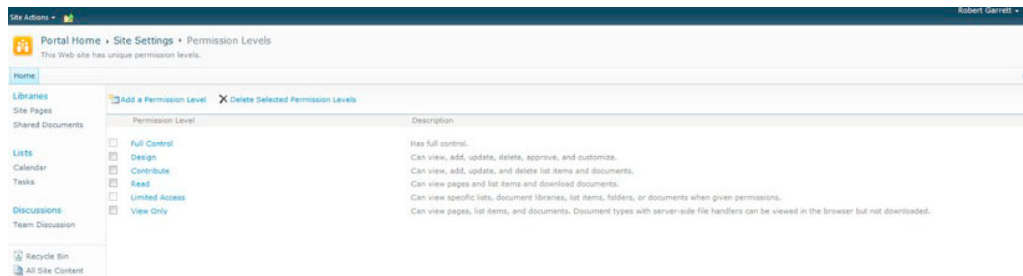 Site Actions
Robert Garrett
Portal Home › Site Settings › Permission Levels
This Web site has unique permission levels.
Home
Libraries
Site Pages
Shared Documents
Lists
Calendar
Tasks
Discussions
Team Discussion
Recycle Bin
All Site Content
Add a Permission Level Delete Selected Permission Levels
Permission Level Description
Full Control Has full control.
Design Can view, add, update, delete, approve, and customize.
Contribute Can view, add, update, and delete list items and documents.
Read Can view pages and list items and download documents.
Limited Access Can view specific lists, document libraries, list items, folders, or documents when given permissions.
View Only Can view pages, list items, and documents. Document types with server-side file handlers can be viewed in the browser but not downloaded.